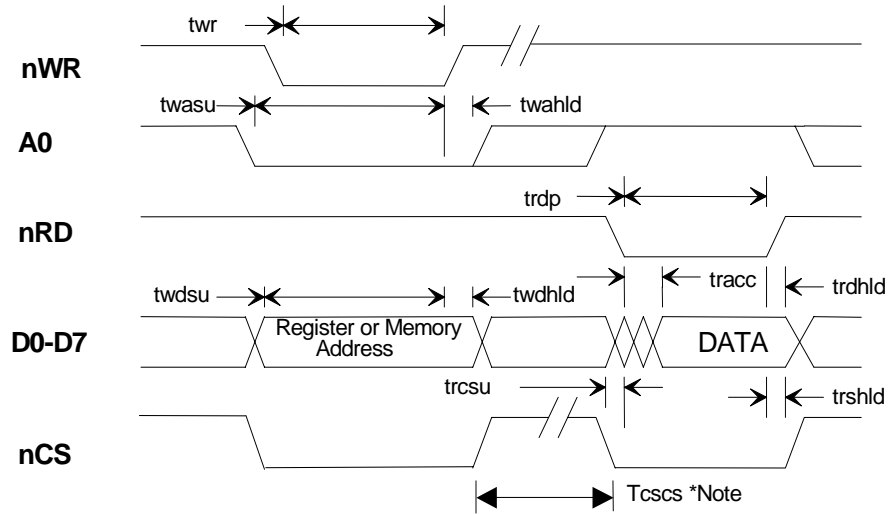 twr
nWR
twasu
twahld
A0
trdp
nRD
tracc
trdhld
twdsu
twdhld
D0-D7
Register or Memory
Address
DATA
trcsu
trshld
nCS
Tcscs *Note